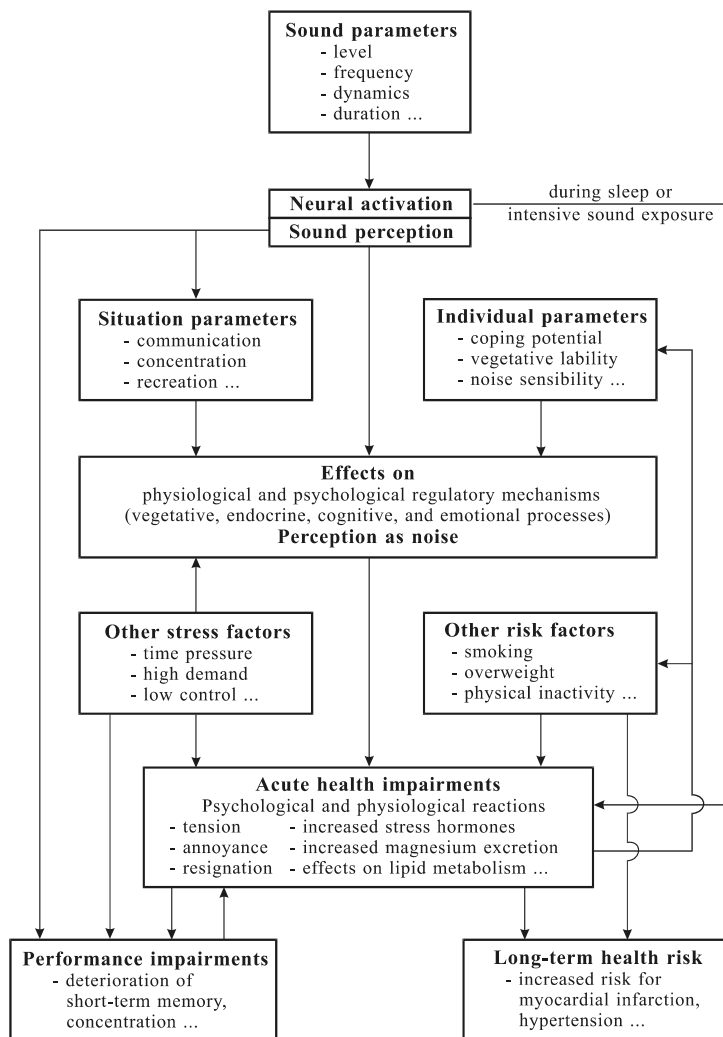 Sound parameters
- level
- frequency
- dynamics
- duration ...
Neural activation
during sleep or
intensive sound exposure
Sound perception
Situation parameters
- communication
- concentration
- recreation ...
Individual parameters
- coping potential
- vegetative lability
- noise sensibility ...
Effects on
physiological and psychological regulatory mechanisms
(vegetative, endocrine, cognitive, and emotional processes)
Perception as noise
Other stress factors
- time pressure
- high demand
- low control ...
Other risk factors
- smoking
- overweight
- physical inactivity ...
Acute health impairments
Psychological and physiological reactions
- tension - increased stress hormones
- annoyance - increased magnesium excretion
- resignation - effects on lipid metabolism ...
Performance impairments
- deterioration of
short-term memory,
concentration ...
Long-term health risk
- increased risk for
myocardial infarction,
hypertension ...